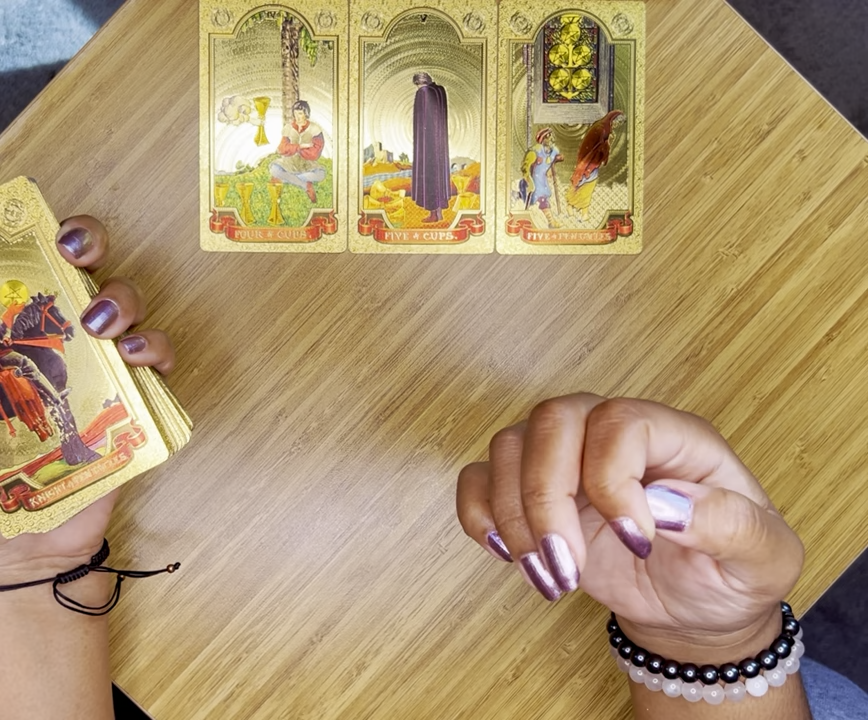 FOUR of CUPS.
FIVE of CUPS.
FIVE of PENTACLES.
KNIGHT of PENTACLES.